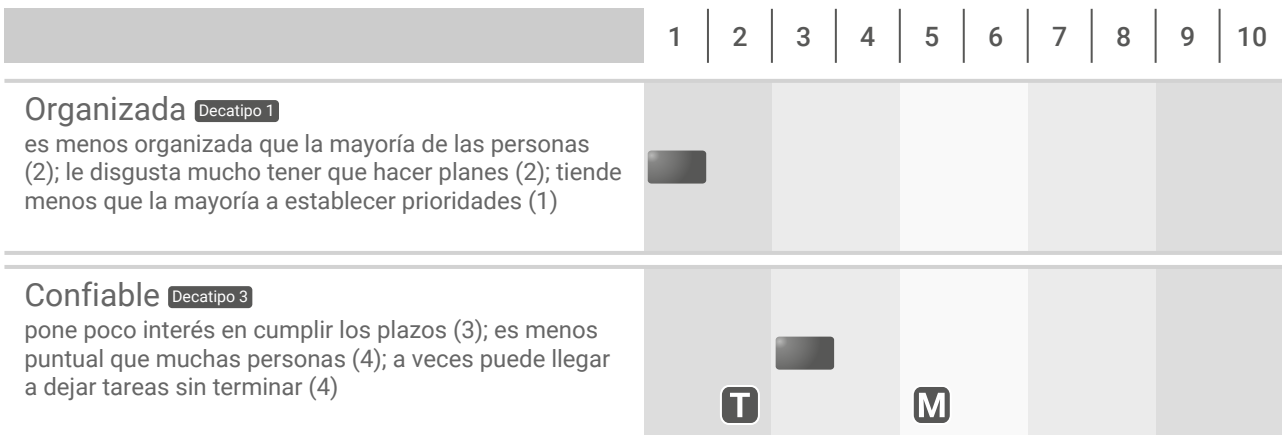 1 2 3 4 5 6 7 8 9 10
Organizada Decatipo 1
es menos organizada que la mayoría de las personas
(2); le disgusta mucho tener que hacer planes (2); tiende
menos que la mayoría a establecer prioridades (1)
Confiable Decatipo 3
pone poco interés en cumplir los plazos (3); es menos
puntual que muchas personas (4); a veces puede llegar
a dejar tareas sin terminar (4)
T M